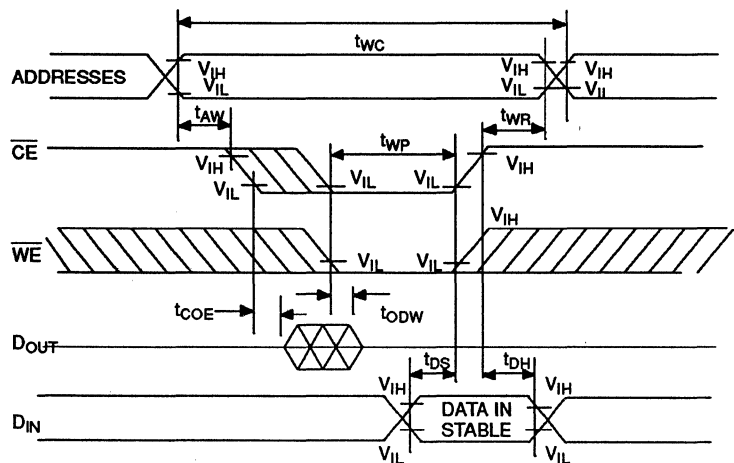 tWC
ADDRESSES
VIH
VIL
VIH
VIL
VIH
VIL
tAW
tWR
CE
tWP
VIH
VIL
VIL
VIL
VIH
VIH
WE
VIL
VIL
tCOE
tODW
DOUT
tDS
tDH
VIH
VIH
DIN
DATA IN
STABLE
VIL
VIL